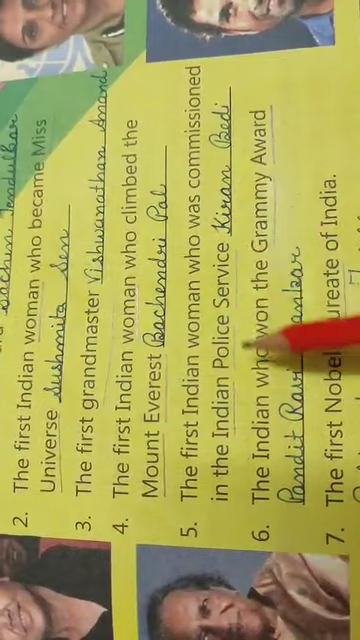 Sachin Tendulkar
2. The first Indian woman who became Miss
Universe Sushmita Sen
3. The first grandmaster Vishwanathan Anand.
4. The first Indian woman who climbed the
Mount Everest Bachendri Pal
5. The first Indian woman who was commissioned
in the Indian Police Service Kiran Bedi
6. The Indian who won the Grammy Award
Pandit Ravi
7. The first Nobel of India.